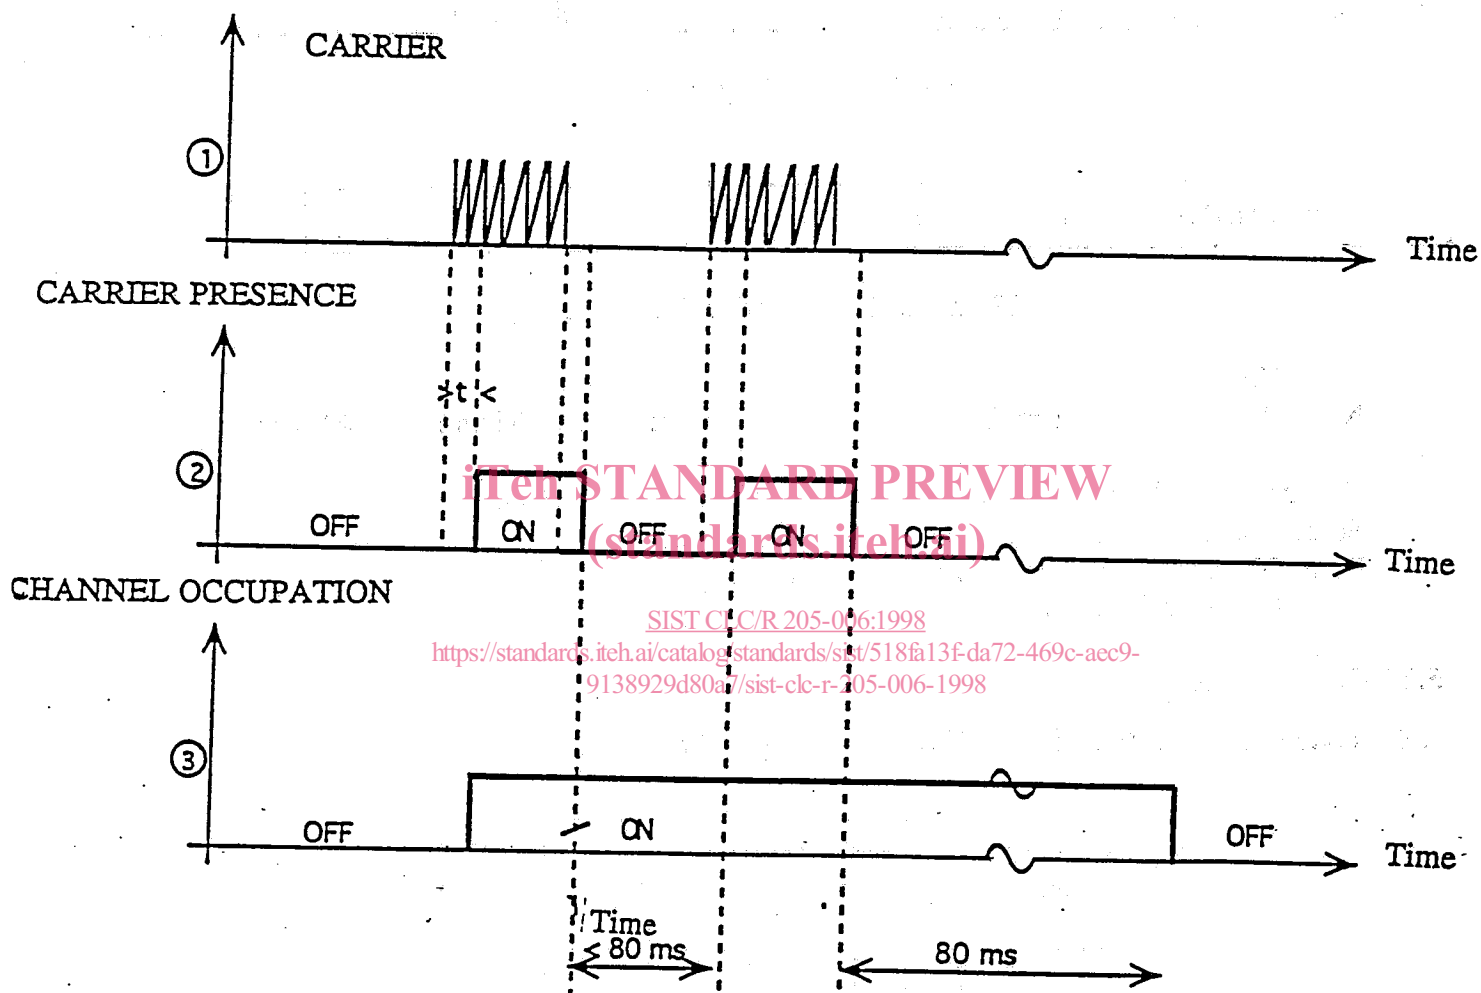 CARRIER
1
Time
CARRIER PRESENCE
>t<
2
OFF ON OFF ON OFF
Time
iTeh STANDARD PREVIEW
(standards.iteh.ai)
CHANNEL OCCUPATION
SIST CLC/R 205-006:1998
https://standards.iteh.ai/catalog/standards/sist/518fa13f-da72-469c-aec9-
9138929d80a7/sist-clc-r-205-006-1998
3
OFF ON OFF
Time
Time
≤ 80 ms
80 ms